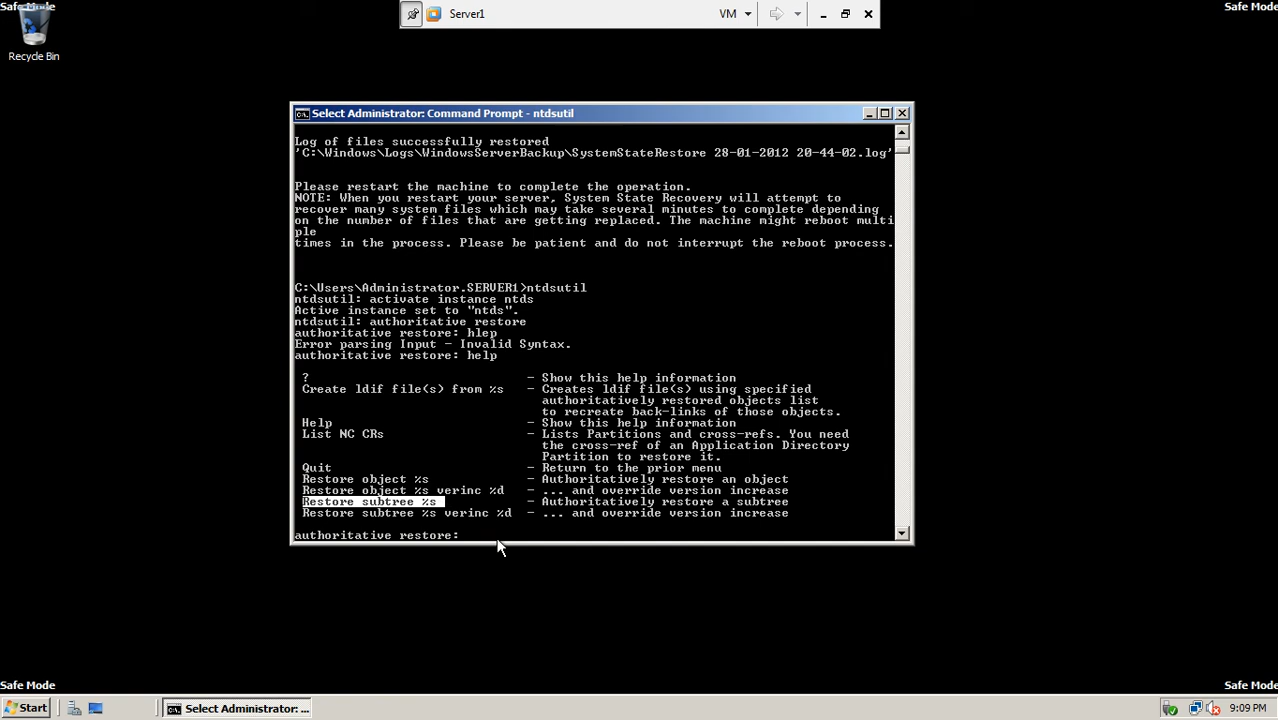 Safe Mode
Server1
VM
Safe Mode
Recycle Bin
Select Administrator: Command Prompt - ntdsutil
Log of files successfully restored
'C:\Windows\Logs\WindowsServerBackup\SystemStateRestore 28-01-2012 20-44-02.log'
Please restart the machine to complete the operation.
NOTE: When you restart your server, System State Recovery will attempt to
recover many system files which may take several minutes to complete depending
on the number of files that are getting replaced. The machine might reboot multi
ple
times in the process. Please be patient and do not interrupt the reboot process.
C:\Users\Administrator.SERVER1>ntdsutil
ntdsutil: activate instance ntds
Active instance set to "ntds".
ntdsutil: authoritative restore
authoritative restore: hlep
Error parsing Input - Invalid Syntax.
authoritative restore: help
? - Show this help information
Create ldif file(s) from %s - Creates ldif file(s) using specified
authoritatively restored objects list
to recreate back-links of those objects.
Help - Show this help information
List NC CRs - Lists Partitions and cross-refs. You need
the cross-ref of an Application Directory
Partition to restore it.
Quit - Return to the prior menu
Restore object %s - Authoritatively restore an object
Restore object %s verinc %d - ... and override version increase
Restore subtree %s - Authoritatively restore a subtree
Restore subtree %s verinc %d - ... and override version increase
authoritative restore:
Safe Mode
Safe Mode
Start
Select Administrator: ...
9:09 PM